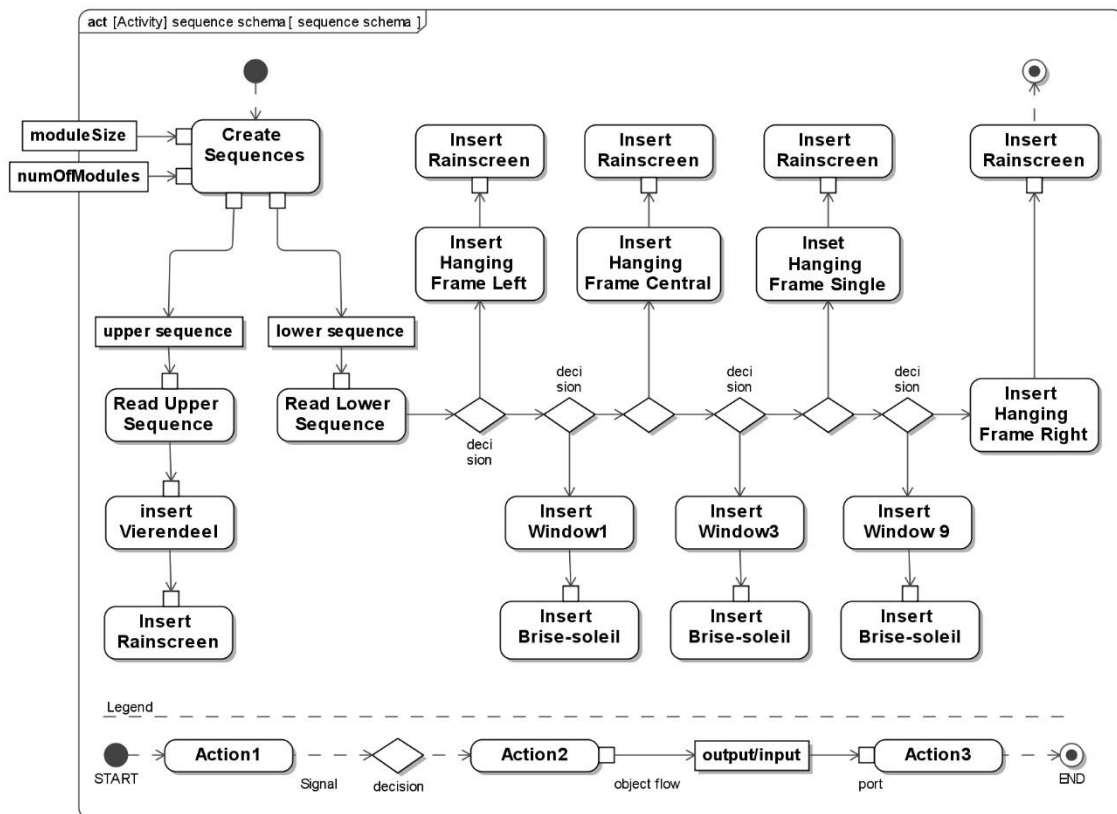 act [Activity] sequence schema [ sequence schema ]
moduleSize
numOfModules
Create
Sequences
upper sequence
lower sequence
Read Upper
Sequence
Read Lower
Sequence
insert
Vierendeel
Insert
Rainscreen
Insert
Rainscreen
Insert
Hanging
Frame Left
deci
sion
Insert
Rainscreen
Insert
Hanging
Frame Central
deci
sion
Insert
Window1
Insert
Brise-soleil
Insert
Rainscreen
Inset
Hanging
Frame Single
deci
sion
Insert
Window3
Insert
Brise-soleil
deci
sion
Insert
Window 9
Insert
Brise-soleil
Insert
Rainscreen
Insert
Hanging
Frame Right
Legend
START
Action1
Signal
decision
Action2
object flow
output/input
port
Action3
END